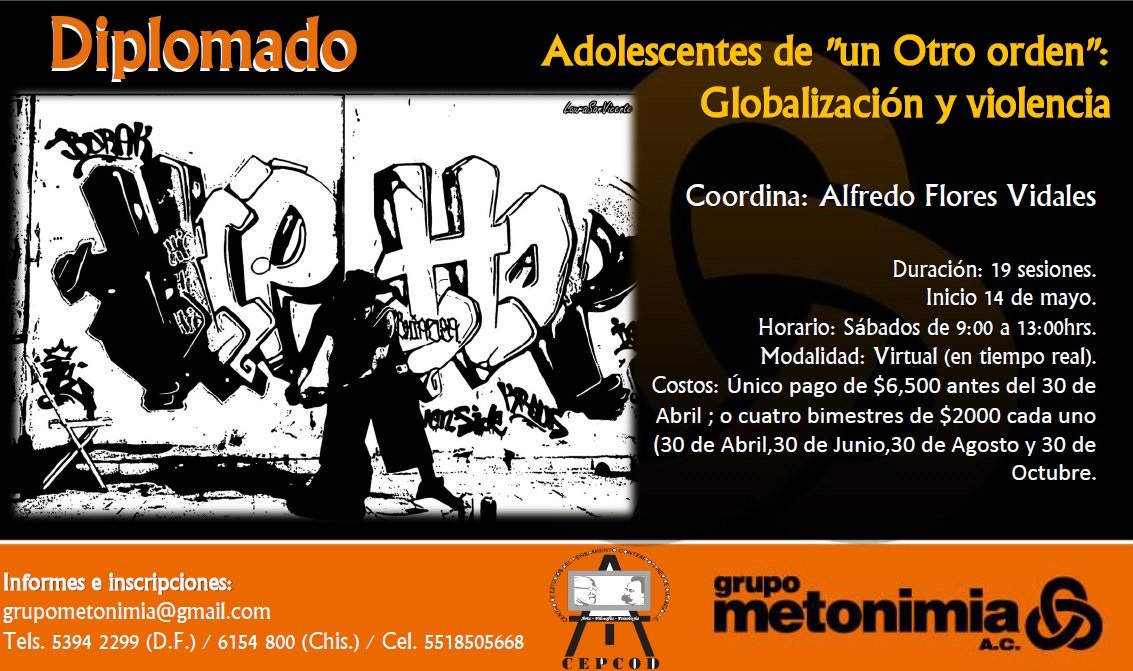 Diplomado
Adolescentes de "un Otro orden":
Globalización y violencia
LauraSanVicente
BORAK
HIP HOP
Coordina: Alfredo Flores Vidales
Duración: 19 sesiones.
Inicio 14 de mayo.
Horario: Sábados de 9:00 a 13:00hrs.
Modalidad: Virtual (en tiempo real).
Costos: Único pago de $6,500 antes del 30 de
Abril ; o cuatro bimestres de $2000 cada uno
(30 de Abril,30 de Junio,30 de Agosto y 30 de
Octubre.
Informes e inscripciones:
grupometonimia@gmail.com
Tels. 5394 2299 (D.F.) / 6154 800 (Chis.) / Cel. 5518505668
CEPCOD
grupo
metonimia
A.C.